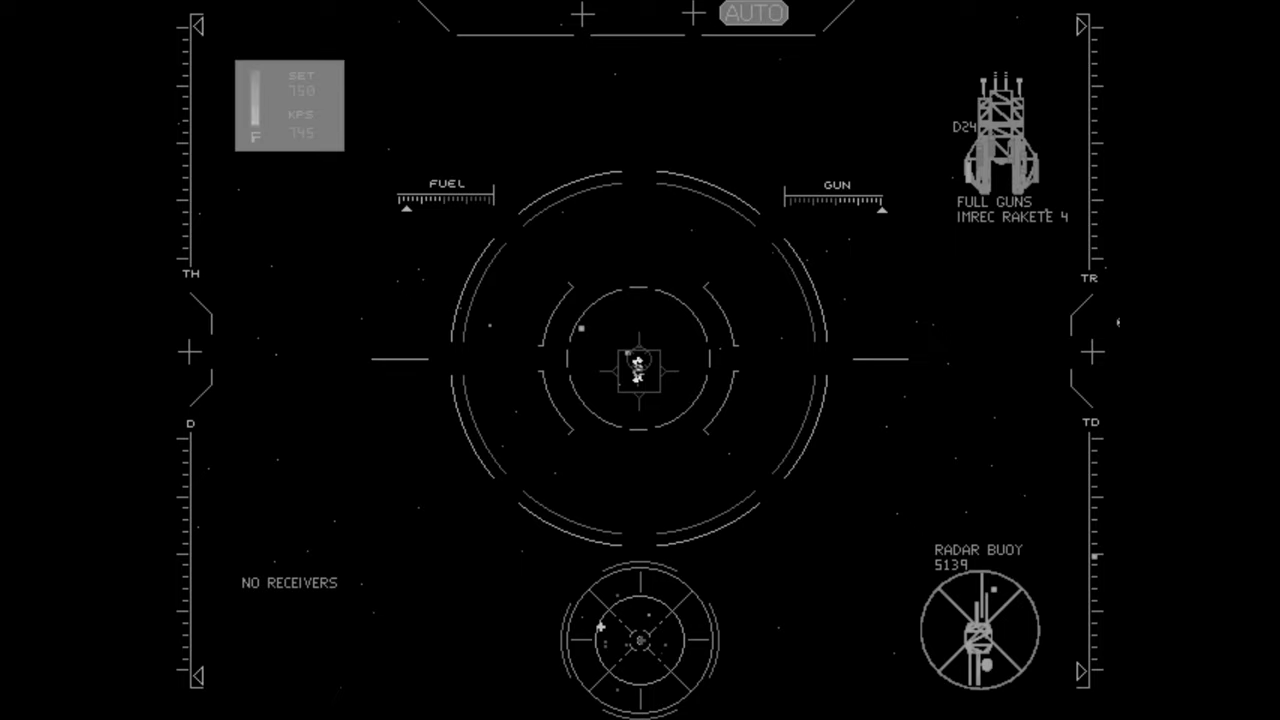 AUTO
SET
750
KPS
745
F
D24
FUEL
GUN
FULL GUNS
IMREC RAKETE 4
TH
TR
D
TD
RADAR BUOY
5139
NO RECEIVERS